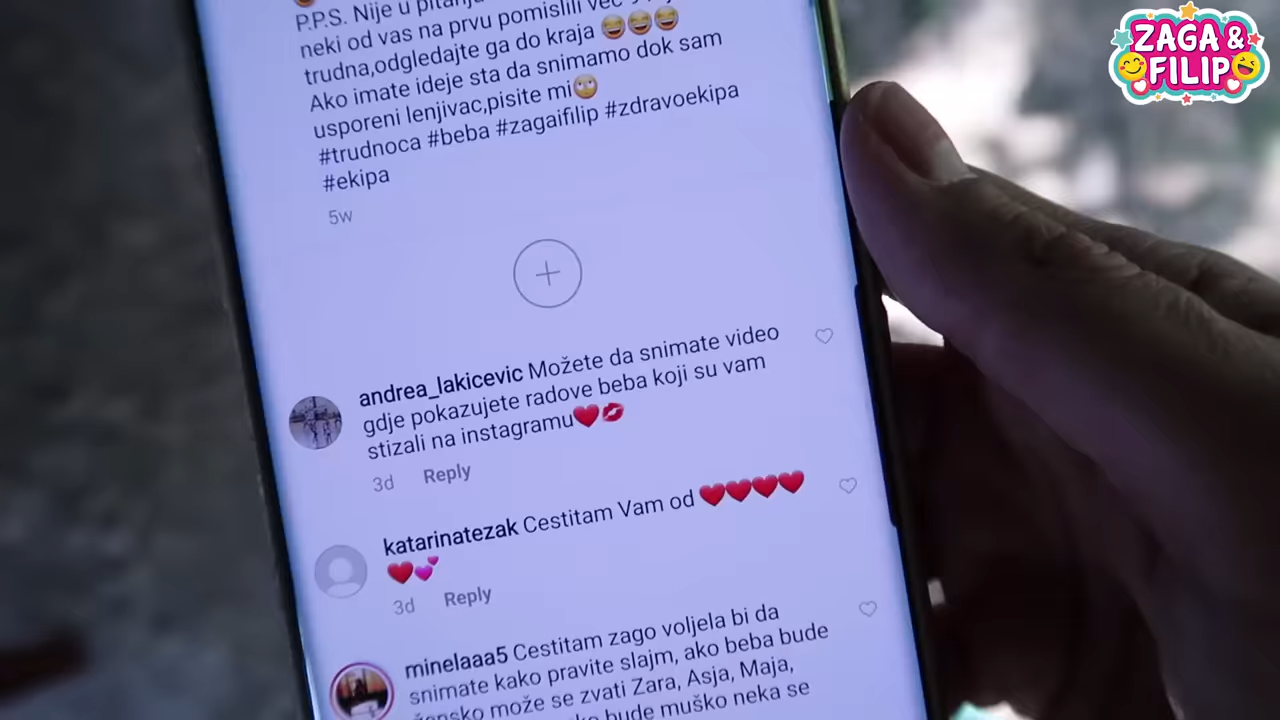 ZAGA &
FILIP
P.P.S. Nije u
neki od vas na prvu pomislili već
trudna,odgledajte ga do kraja 😂😂😂
Ako imate ideje sta da snimamo dok sam
usporeni lenjivac,pisite mi🙄
#trudnoca #beba #zagaifilip #zdravoekipa
#ekipa
5w
andrea_lakicevic Možete da snimate video
gdje pokazujete radove beba koji su vam
stizali na instagramu❤️💋
3d Reply
katarinatezak Cestitam Vam od ❤️❤️❤️❤️
❤️💕
3d Reply
minelaaa5 Cestitam zago voljela bi da
snimate kako pravite slajm, ako beba bude
žensko može se zvati Zara, Asja, Maja,
bude muško neka se